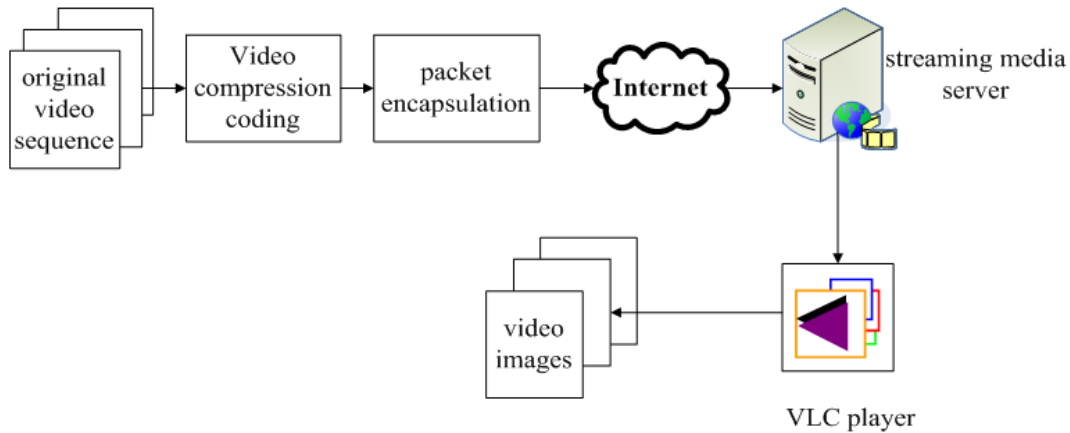 original
video
sequence
Video
compression
coding
packet
encapsulation
Internet
streaming media
server
video
images
VLC player